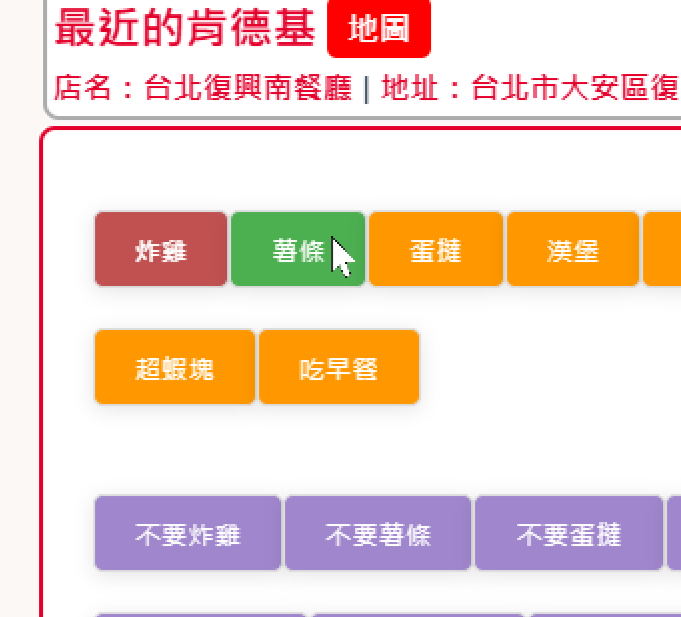 最近的肯德基 地圖
店名：台北復興南餐廳 | 地址：台北市大安區復
炸雞 薯條 蛋撻 漢堡
超蝦塊 吃早餐
不要炸雞 不要薯條 不要蛋撻